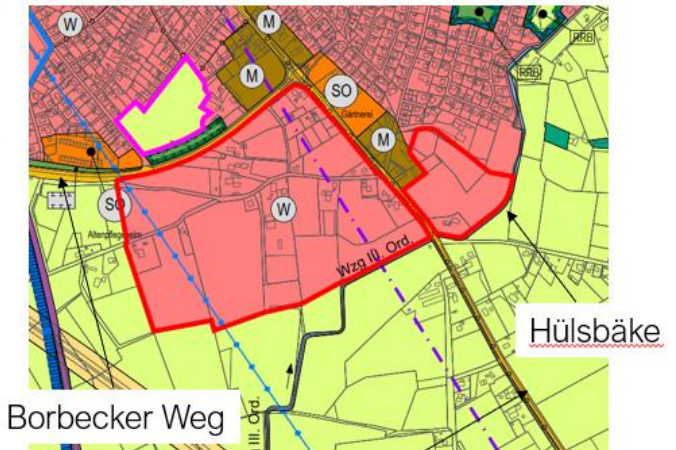 W
M
RRB
M
RRB
SO
Gärtnerei
M
SO
W
Altenpflegeheim
Wzg III. Ord.
Hülsbäke
Borbecker Weg
III. Ord.